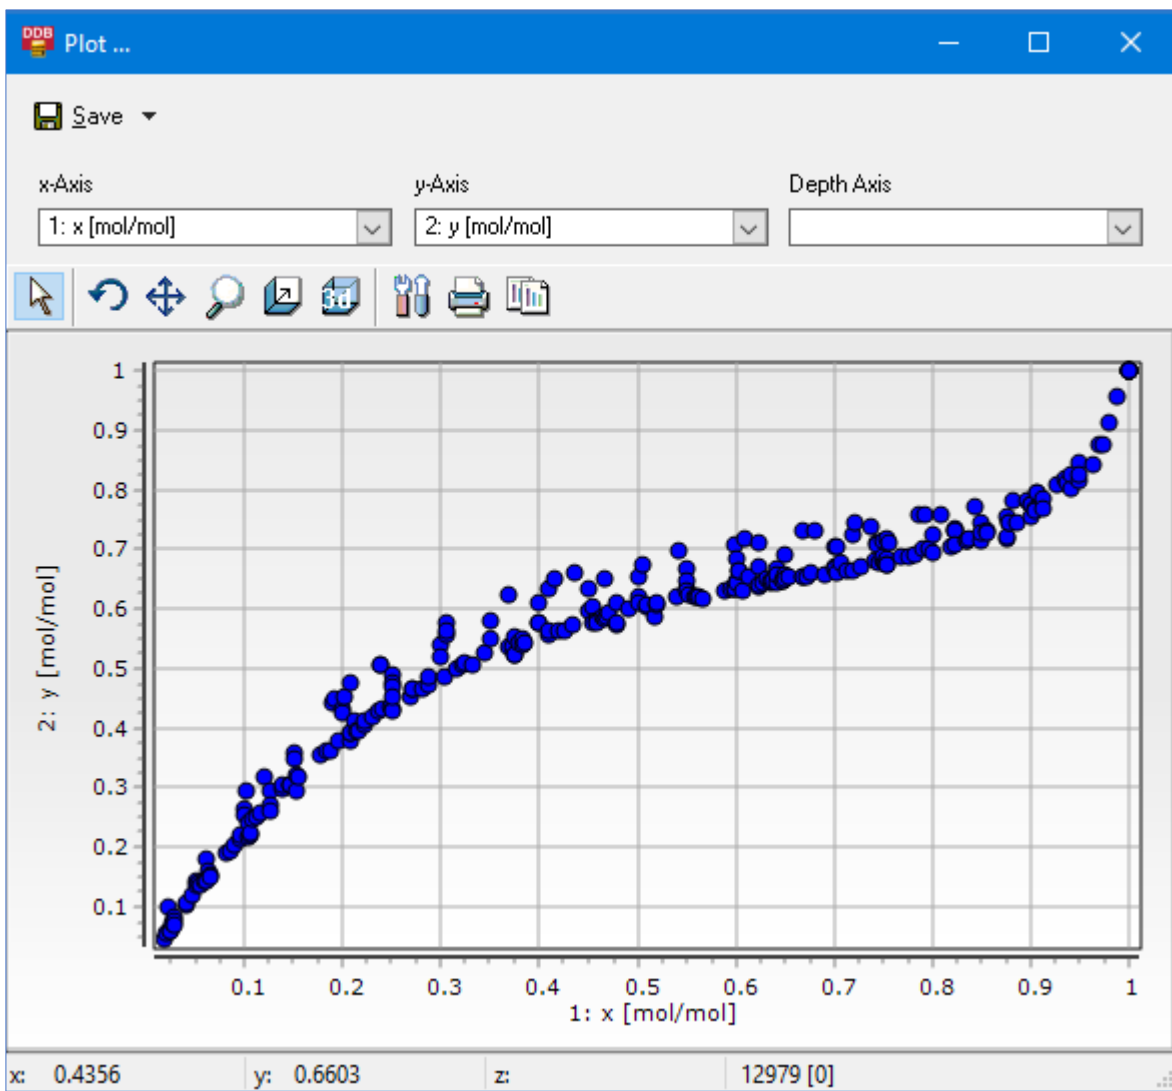 DDB Plot ...
Save
x-Axis y-Axis Depth Axis
1: x [mol/mol] 2: y [mol/mol]
3d
1
0.9
0.8
0.7
0.6
0.5
0.4
0.3
0.2
0.1
2: y [mol/mol]
0.1 0.2 0.3 0.4 0.5 0.6 0.7 0.8 0.9 1
1: x [mol/mol]
x: 0.4356 y: 0.6603 z: 12979 [0]